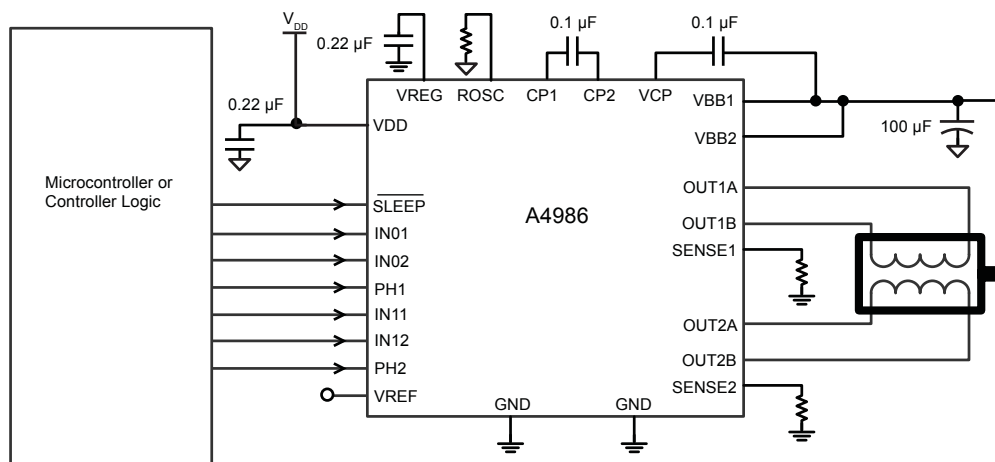 V_DD
0.22 µF
0.1 µF
0.1 µF
0.22 µF
VREG
ROSC
CP1
CP2
VCP
VBB1
VDD
VBB2
100 µF
Microcontroller or
Controller Logic
A4986
SLEEP
IN01
IN02
PH1
IN11
IN12
PH2
VREF
OUT1A
OUT1B
SENSE1
OUT2A
OUT2B
SENSE2
GND
GND